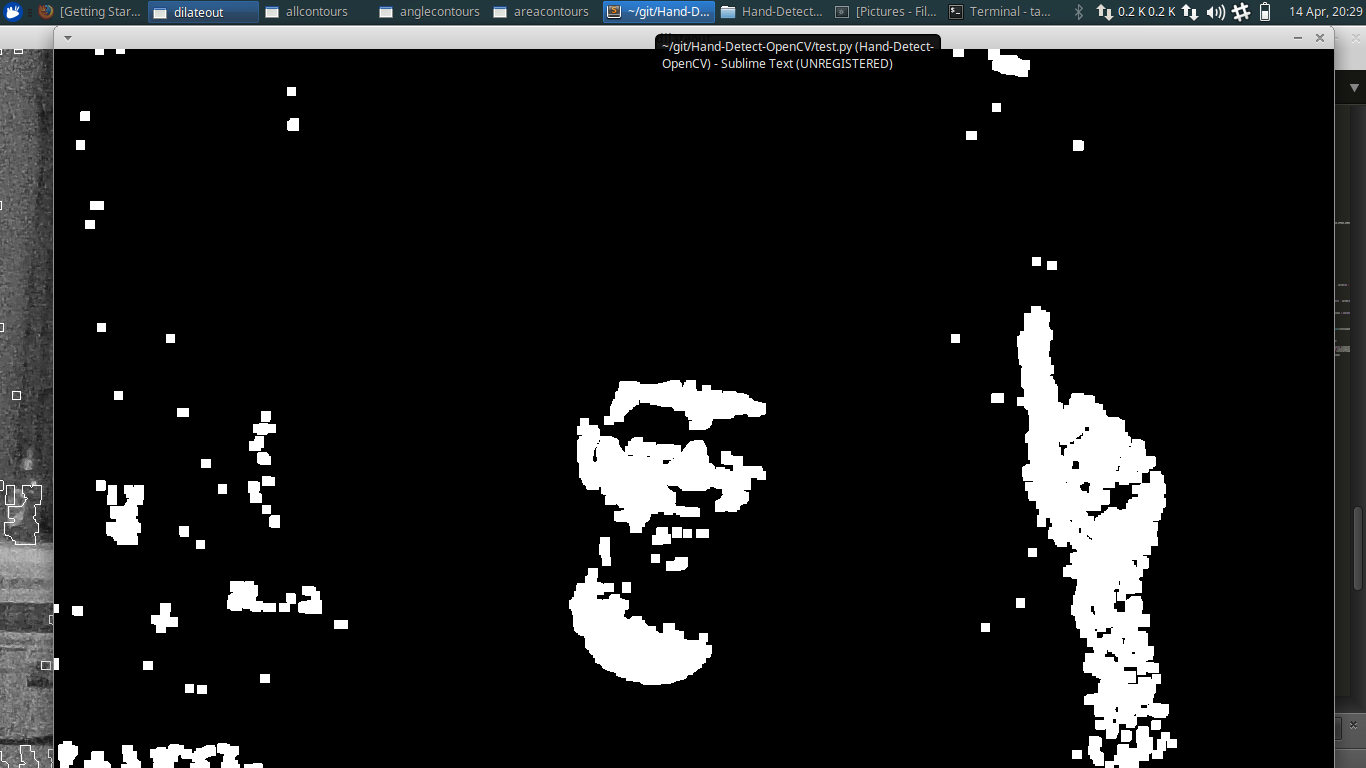 [Getting Star...
dilateout
allcontours
anglecontours
areacontours
~/git/Hand-D...
Hand-Detect...
[Pictures - Fil...
Terminal - ta...
0.2 K 0.2 K
14 Apr, 20:29
~/git/Hand-Detect-OpenCV/test.py (Hand-Detect-
OpenCV) - Sublime Text (UNREGISTERED)